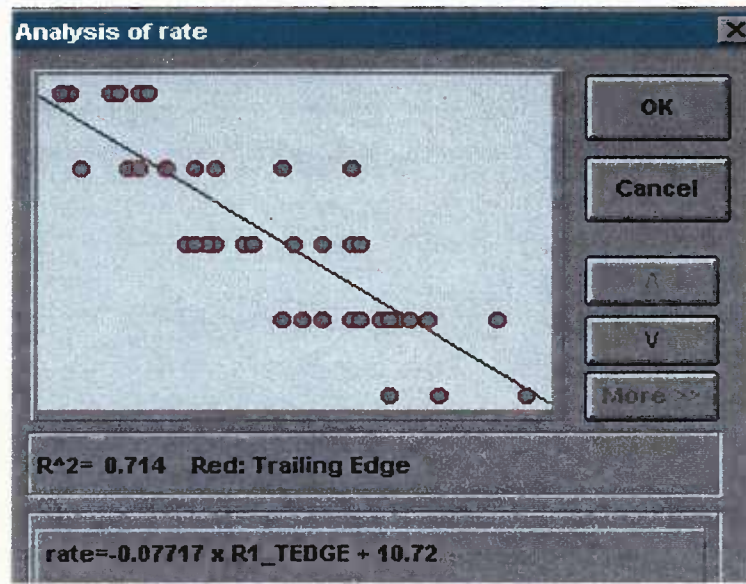 Analysis of rate
OK
Cancel
Λ
V
More >>
R^2= 0.714 Red: Trailing Edge
rate=-0.07717 x R1_TEDGE + 10.72